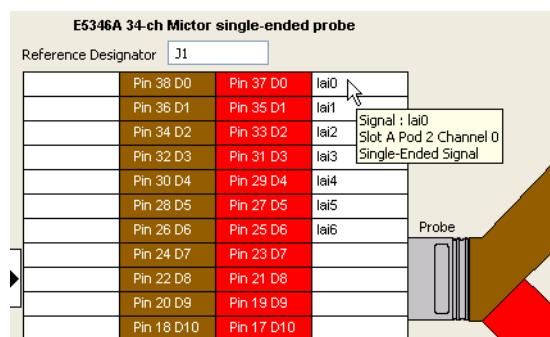 E5346A 34-ch Mictor single-ended probe
Reference Designator J1
Pin 38 D0 Pin 37 D0 lai0
Pin 36 D1 Pin 35 D1 lai1
Signal : lai0
Slot A Pod 2 Channel 0
Single-Ended Signal
Pin 34 D2 Pin 33 D2 lai2
Pin 32 D3 Pin 31 D3 lai3
Pin 30 D4 Pin 29 D4 lai4
Pin 28 D5 Pin 27 D5 lai5
Pin 26 D6 Pin 25 D6 lai6
Probe
Pin 24 D7 Pin 23 D7
Pin 22 D8 Pin 21 D8
Pin 20 D9 Pin 19 D9
Pin 18 D10 Pin 17 D10